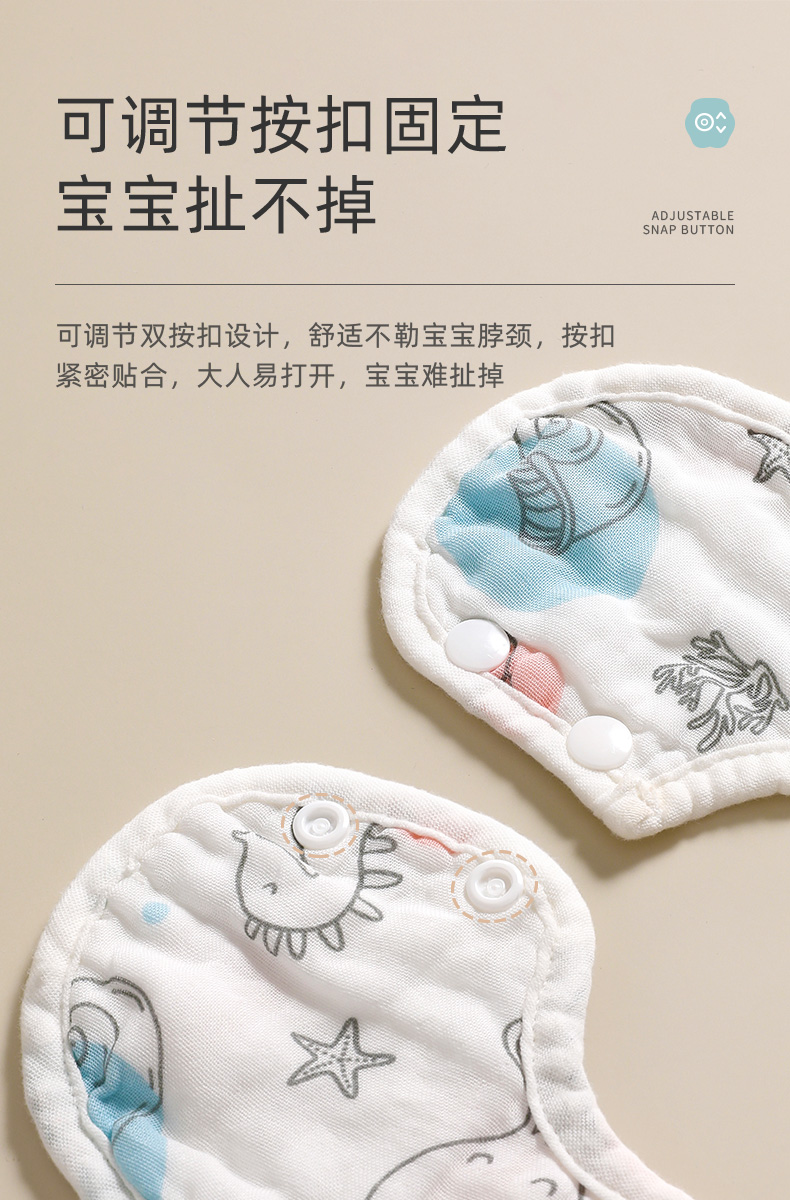 可调节按扣固定
宝宝扯不掉
ADJUSTABLE
SNAP BUTTON
可调节双按扣设计，舒适不勒宝宝脖颈，按扣
紧密贴合，大人易打开，宝宝难扯掉